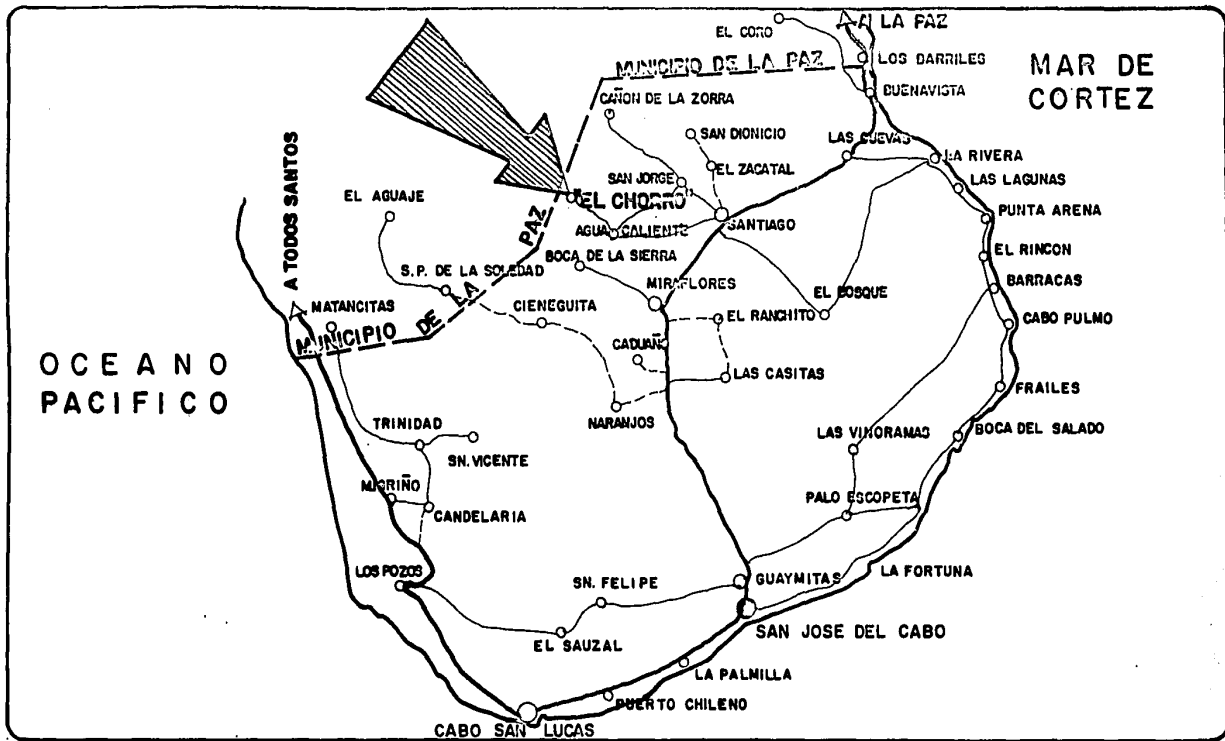 EL CORO
A LA PAZ
MUNICIPIO DE LA PAZ
LOS BARRILES
MAR DE
CORTEZ
BUENAVISTA
CAÑON DE LA ZORRA
SAN DIONICIO
LAS CUEVAS
LA RIVERA
EL ZACATAL
SAN JORGE
LAS LAGUNAS
EL AGUAJE
"EL CHORRO"
PUNTA ARENA
A TODOS SANTOS
AGUA CALIENTE
SANTIAGO
BOCA DE LA SIERRA
EL RINCON
S.P. DE LA SOLEDAD
MIRAFLORES
BARRACAS
MATANCITAS
CIENEGUITA
EL BOSQUE
EL RANCHITO
CABO PULMO
MUNICIPIO DE LA PAZ
CADUAÑO
OCEANO
PACIFICO
LAS CASITAS
FRAILES
TRINIDAD
NARANJOS
LAS VINORAMAS
BOCA DEL SALADO
SN. VICENTE
MIGRIÑO
PALO ESCOPETA
CANDELARIA
LOS POZOS
SN. FELIPE
GUAYMITAS
LA FORTUNA
EL SAUZAL
SAN JOSE DEL CABO
LA PALMILLA
PUERTO CHILENO
CABO SAN LUCAS